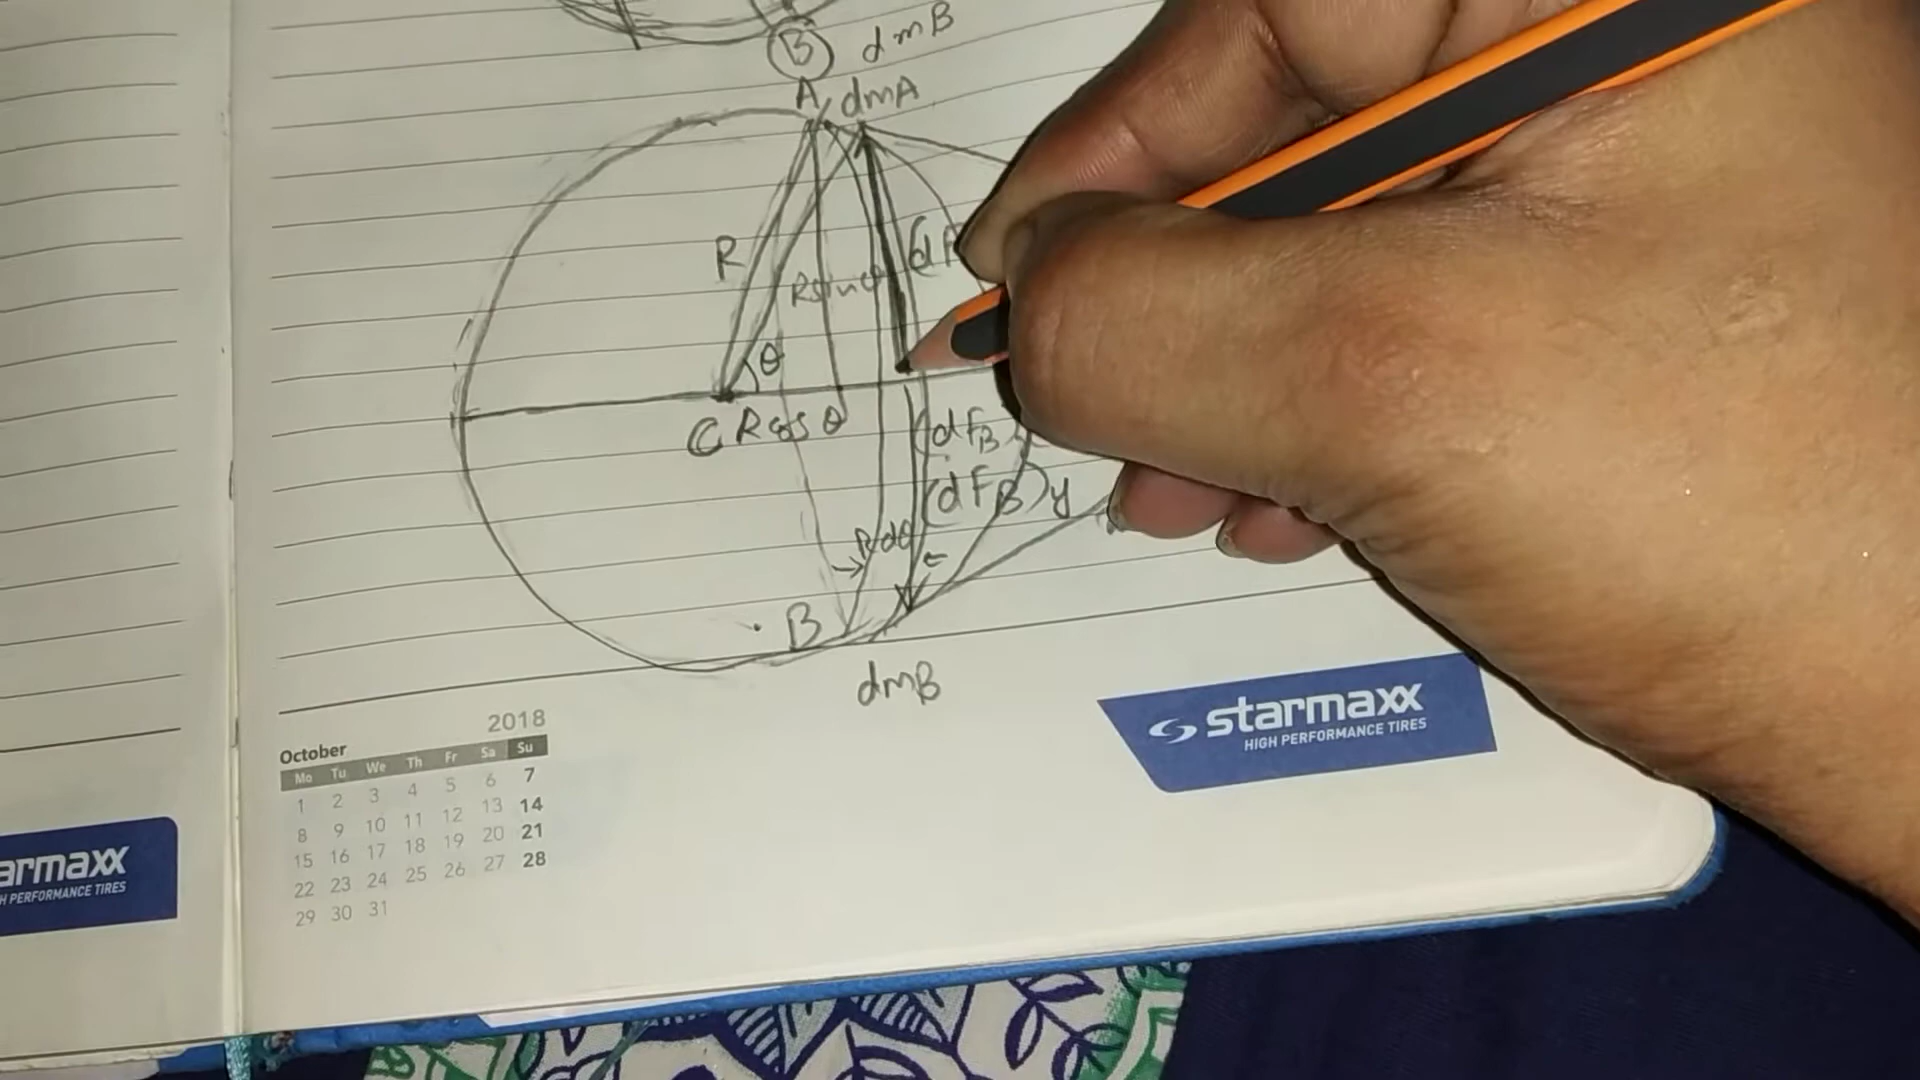 B dmB
A dmA
R
Rsinθ
(dF
θ
C Rcosθ
(dFB
(dFB)y
Rdθ
B
dmB
2018
October
Mo Tu We Th Fr Sa Su
1 2 3 4 5 6 7
8 9 10 11 12 13 14
15 16 17 18 19 20 21
22 23 24 25 26 27 28
29 30 31
starmaxx
HIGH PERFORMANCE TIRES
armaxx
H PERFORMANCE TIRES